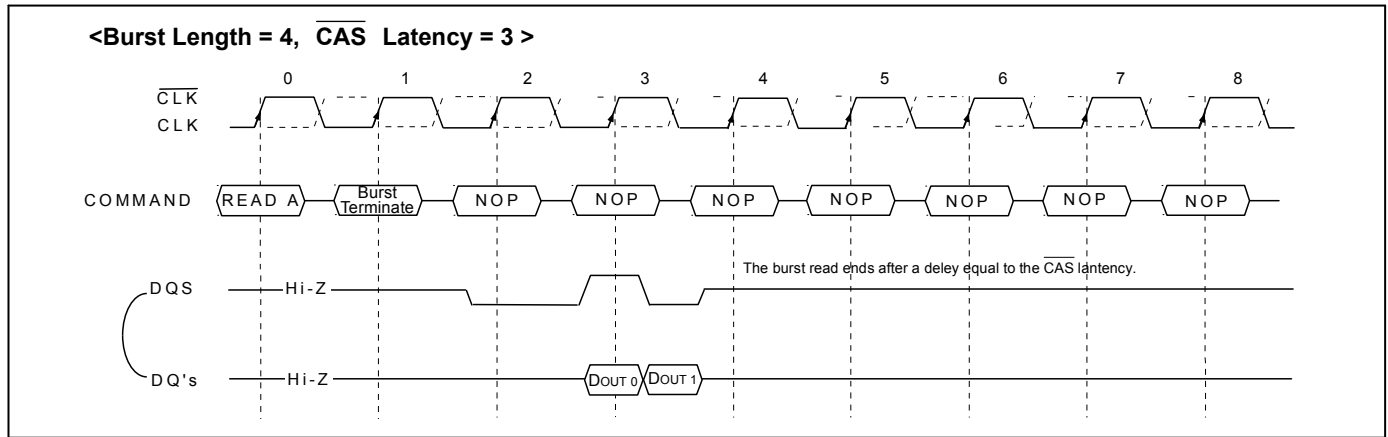 <Burst Length = 4, CAS Latency = 3 >
0 1 2 3 4 5 6 7 8
CLK
CLK
COMMAND READ A Burst Terminate NOP NOP NOP NOP NOP NOP NOP
The burst read ends after a deley equal to the CAS lantency.
DQS Hi-Z
DQ's Hi-Z DOUT 0 DOUT 1